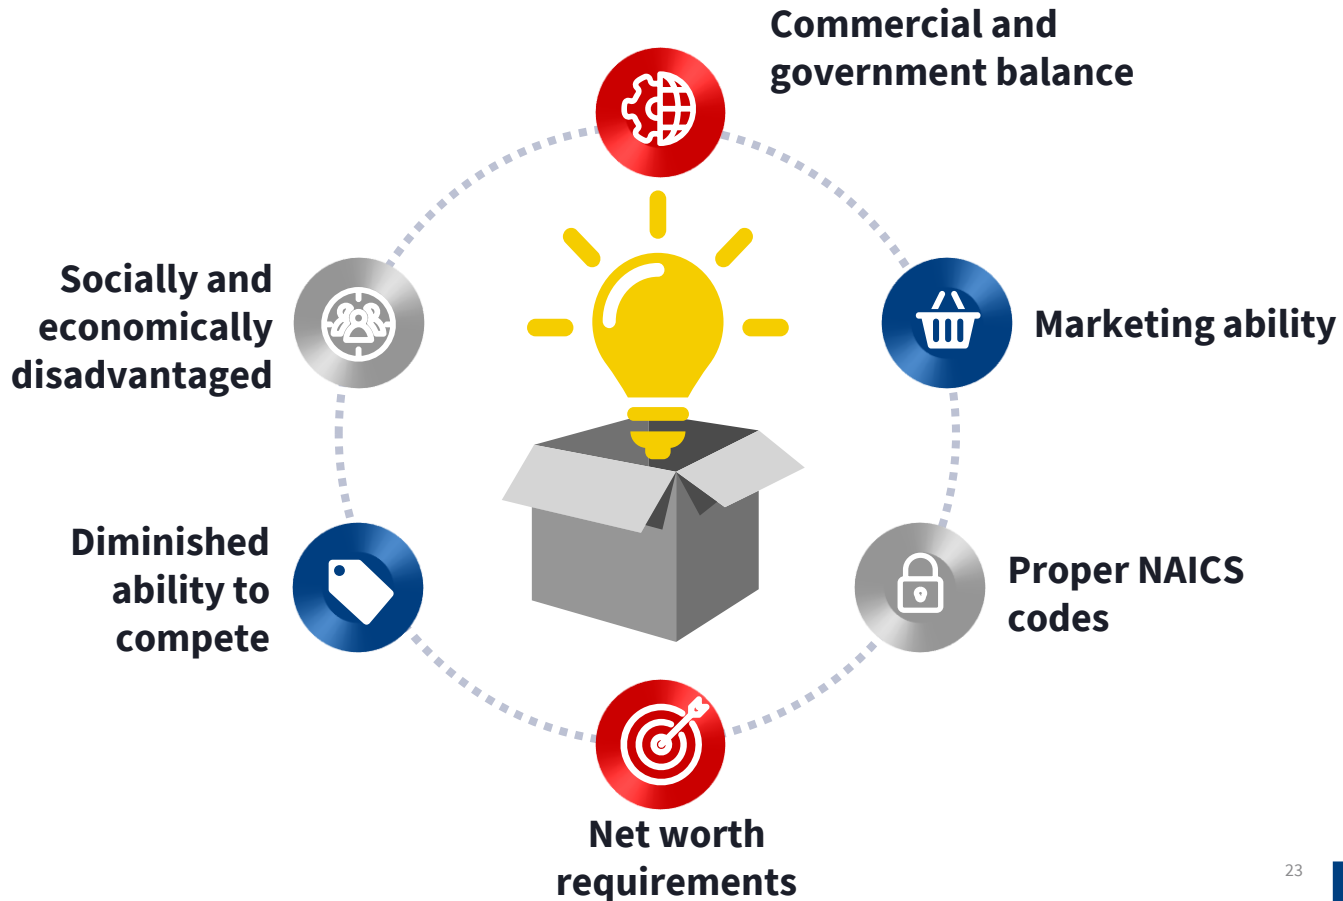 Commercial and
government balance
Socially and
economically
disadvantaged
Marketing ability
Diminished
ability to
compete
Proper NAICS
codes
Net worth
requirements
23